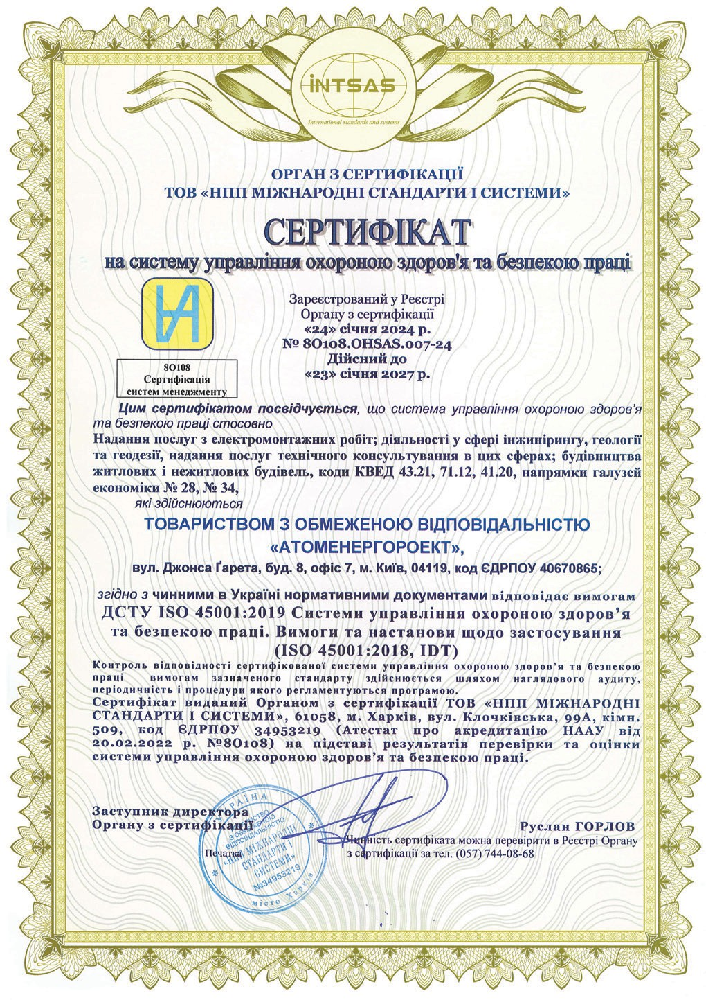 INTSAS
International standards and systems
ОРГАН З СЕРТИФІКАЦІЇ
ТОВ «НПП МІЖНАРОДНІ СТАНДАРТИ І СИСТЕМИ»
СЕРТИФІКАТ
на систему управління охороною здоров'я та безпекою праці
Зареєстрований у Реєстрі
Органу з сертифікації
«24» січня 2024 р.
№ 8О108.OHSAS.007-24
Дійсний до
«23» січня 2027 р.
8О108
Сертифікація
систем менеджменту
Цим сертифікатом посвідчується, що система управління охороною здоров'я
та безпекою праці стосовно
Надання послуг з електромонтажних робіт; діяльності у сфері інжинірингу, геології
та геодезії, надання послуг технічного консультування в цих сферах; будівництва
житлових і нежитлових будівель, коди КВЕД 43.21, 71.12, 41.20, напрямки галузей
економіки № 28, № 34,
які здійснюються
ТОВАРИСТВОМ З ОБМЕЖЕНОЮ ВІДПОВІДАЛЬНІСТЮ
«АТОМЕНЕРГОРОЕКТ»,
вул. Джонса Ґарета, буд. 8, офіс 7, м. Київ, 04119, код ЄДРПОУ 40670865;
згідно з чинними в Україні нормативними документами відповідає вимогам
ДСТУ ISO 45001:2019 Системи управління охороною здоров'я
та безпекою праці. Вимоги та настанови щодо застосування
(ISO 45001:2018, IDT)
Контроль відповідності сертифікованої системи управління охороною здоров'я та безпекою
праці вимогам зазначеного стандарту здійснюється шляхом наглядового аудиту,
періодичність і процедури якого регламентуються програмою.
Сертифікат виданий Органом з сертифікації ТОВ «НПП МІЖНАРОДНІ
СТАНДАРТИ І СИСТЕМИ», 61058, м. Харків, вул. Клочківська, 99А, кімн.
509, код ЄДРПОУ 34953219 (Атестат про акредитацію НААУ від
20.02.2022 р. №8О108) на підставі результатів перевірки та оцінки
системи управління охороною здоров'я та безпекою праці.
Заступник директора
Органу з сертифікації
Руслан ГОРЛОВ
Печатка
Чинність сертифіката можна перевірити в Реєстрі Органу
з сертифікації за тел. (057) 744-08-68
УКРАЇНА
ТОВАРИСТВО
З ОБМЕЖЕНОЮ
ВІДПОВІДАЛЬНІСТЮ
«НПП МІЖНАРОДНІ
СТАНДАРТИ І
СИСТЕМИ»
№34953219
місто Харків